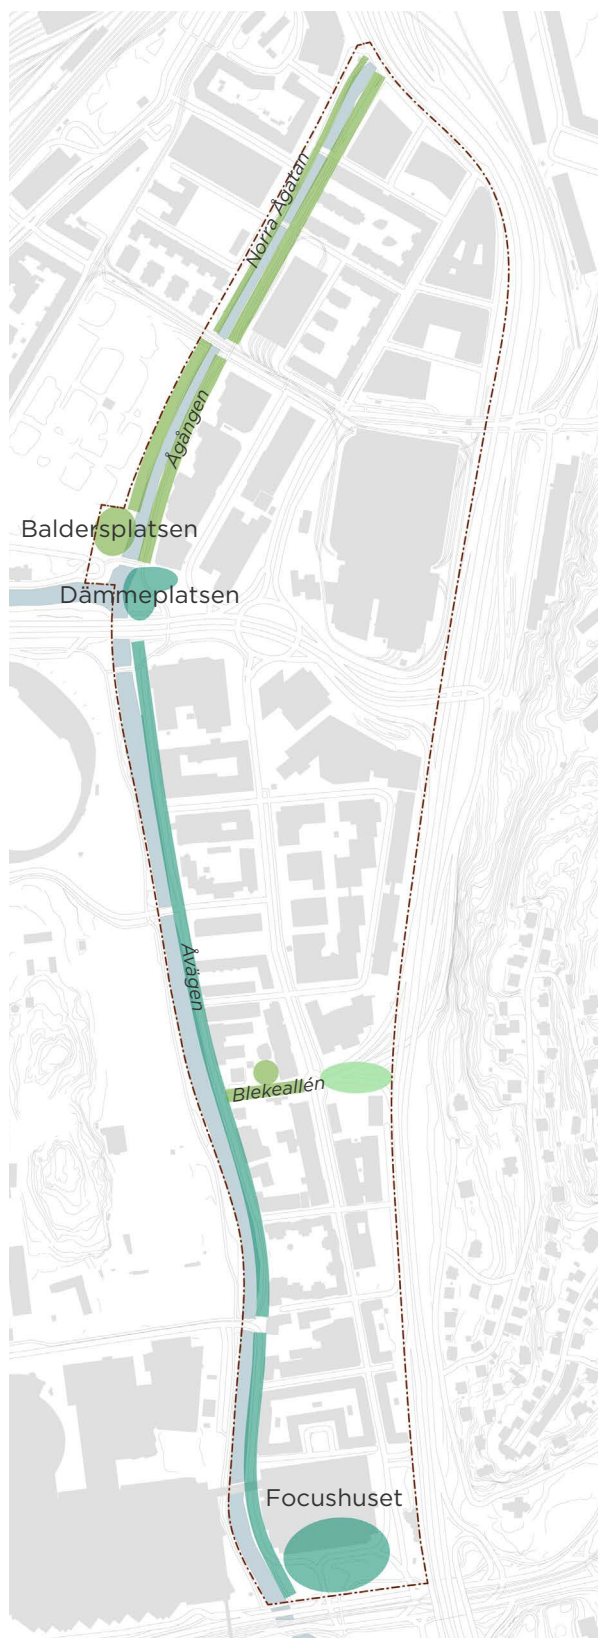 Norra Ågatan
Ågången
Baldersplatsen
Dämmeplatsen
Åvägen
Blekeallén
Focushuset